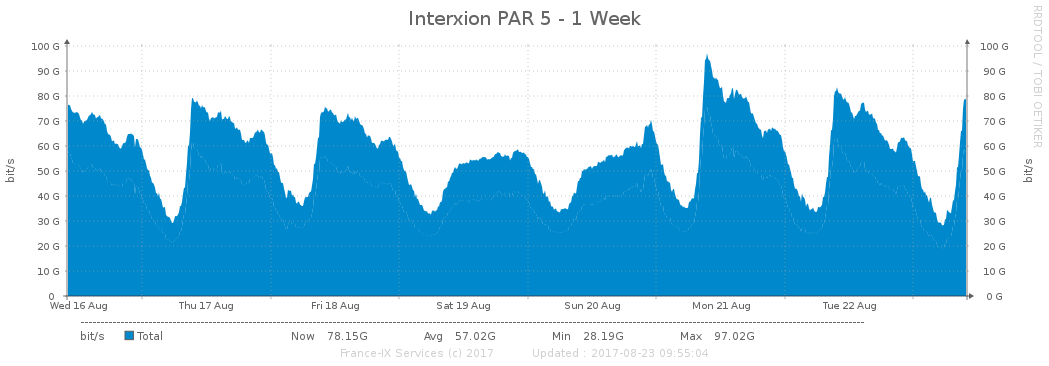 Interxion PAR 5 - 1 Week
RRDTOOL / TOBI OETIKER
bit/s
100 G
90 G
80 G
70 G
60 G
50 G
40 G
30 G
20 G
10 G
0
100 G
90 G
80 G
70 G
60 G
50 G
40 G
30 G
20 G
10 G
0 G
bit/s
Wed 16 Aug Thu 17 Aug Fri 18 Aug Sat 19 Aug Sun 20 Aug Mon 21 Aug Tue 22 Aug
bit/s Total Now 78.15G Avg 57.02G Min 28.19G Max 97.02G
France-IX Services (c) 2017 Updated : 2017-08-23 09:55:04